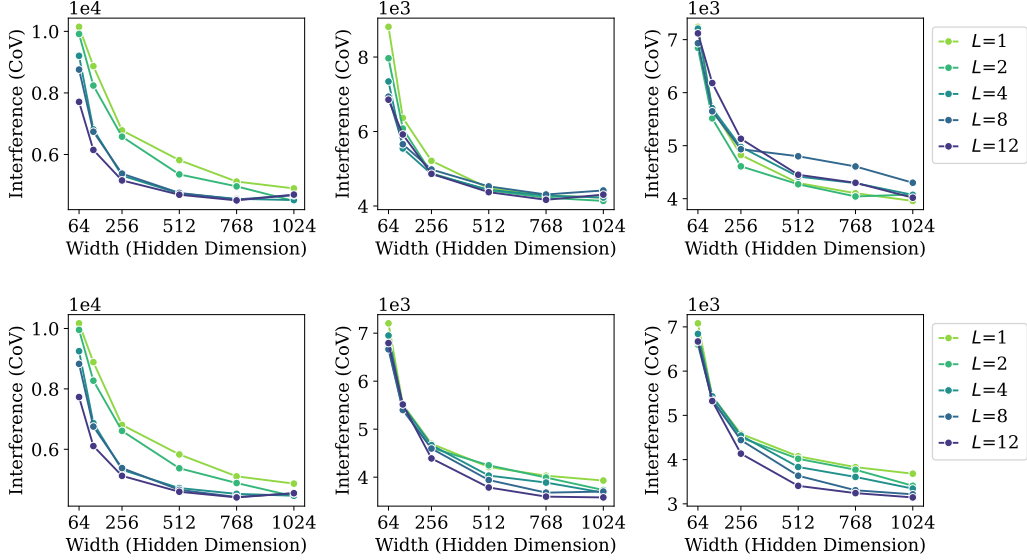 1e4
1e3
1e3
Interference (CoV)
1.0
0.8
0.6
64 256 512 768 1024
Width (Hidden Dimension)
Interference (CoV)
8
6
4
64 256 512 768 1024
Width (Hidden Dimension)
Interference (CoV)
7
6
5
4
64 256 512 768 1024
Width (Hidden Dimension)
L=1
L=2
L=4
L=8
L=12
1e4
1e3
1e3
Interference (CoV)
1.0
0.8
0.6
64 256 512 768 1024
Width (Hidden Dimension)
Interference (CoV)
7
6
5
4
64 256 512 768 1024
Width (Hidden Dimension)
Interference (CoV)
7
6
5
4
3
64 256 512 768 1024
Width (Hidden Dimension)
L=1
L=2
L=4
L=8
L=12